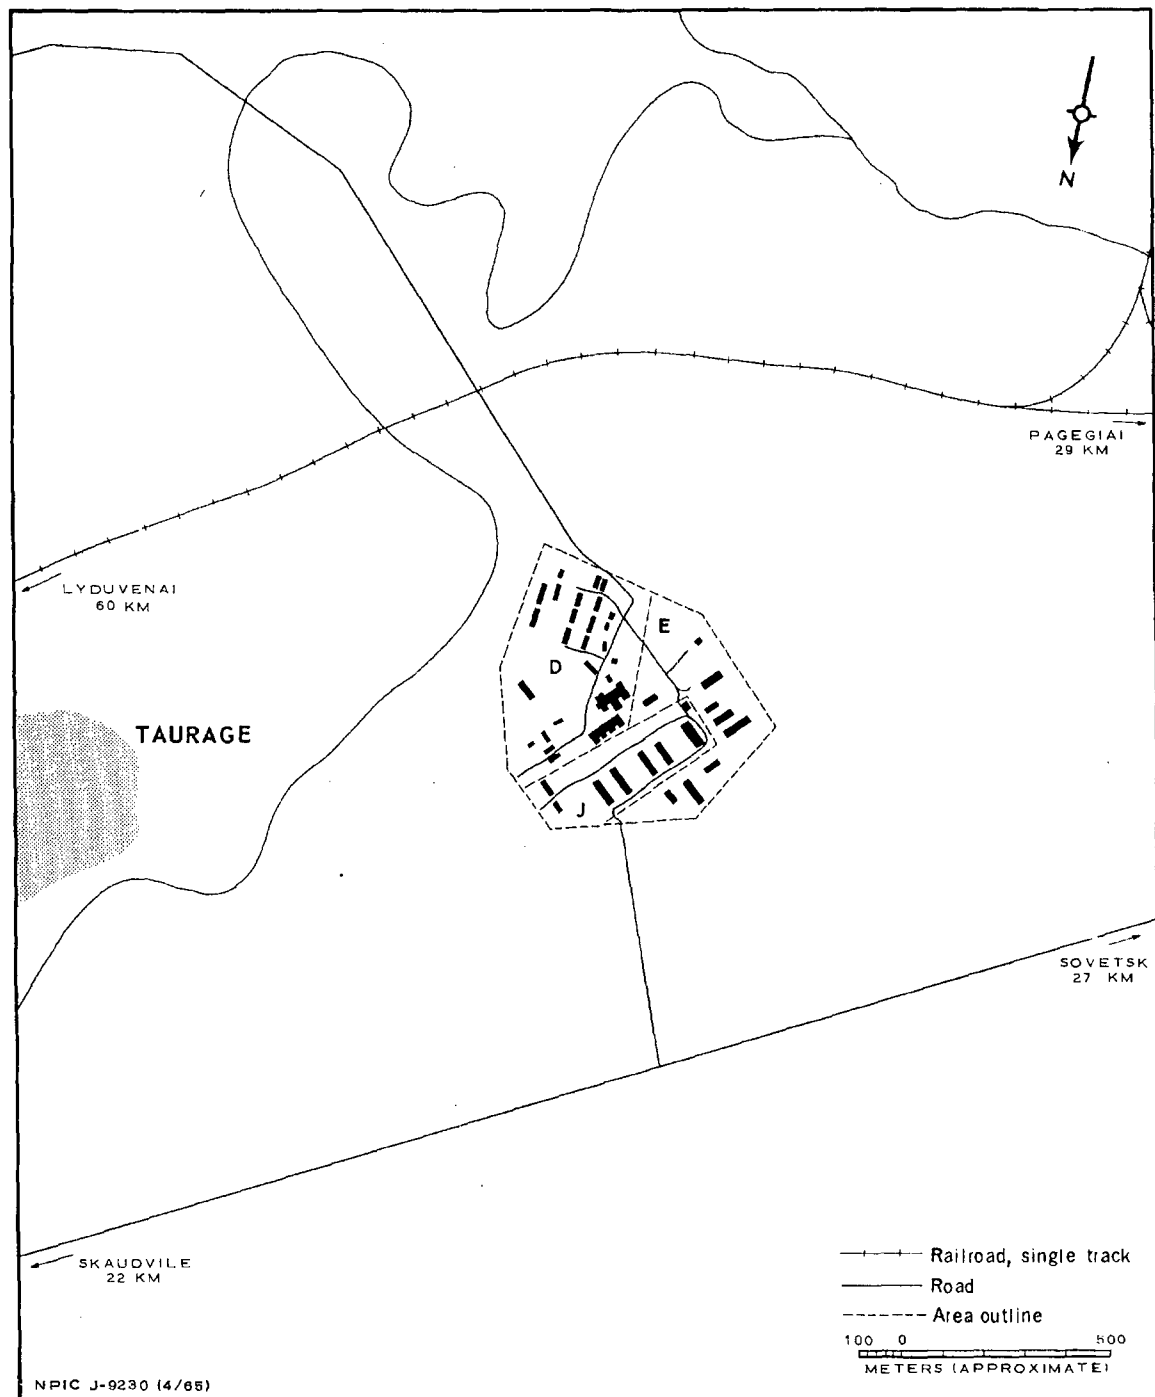 N
PAGEGIAI
29 KM
LYDUVENAI
60 KM
E
D
TAURAGE
J
SOVETSK
27 KM
SKAUDVILE
22 KM
Railroad, single track
Road
Area outline
100 0 500
METERS (APPROXIMATE)
NPIC J-9230 (4/65)